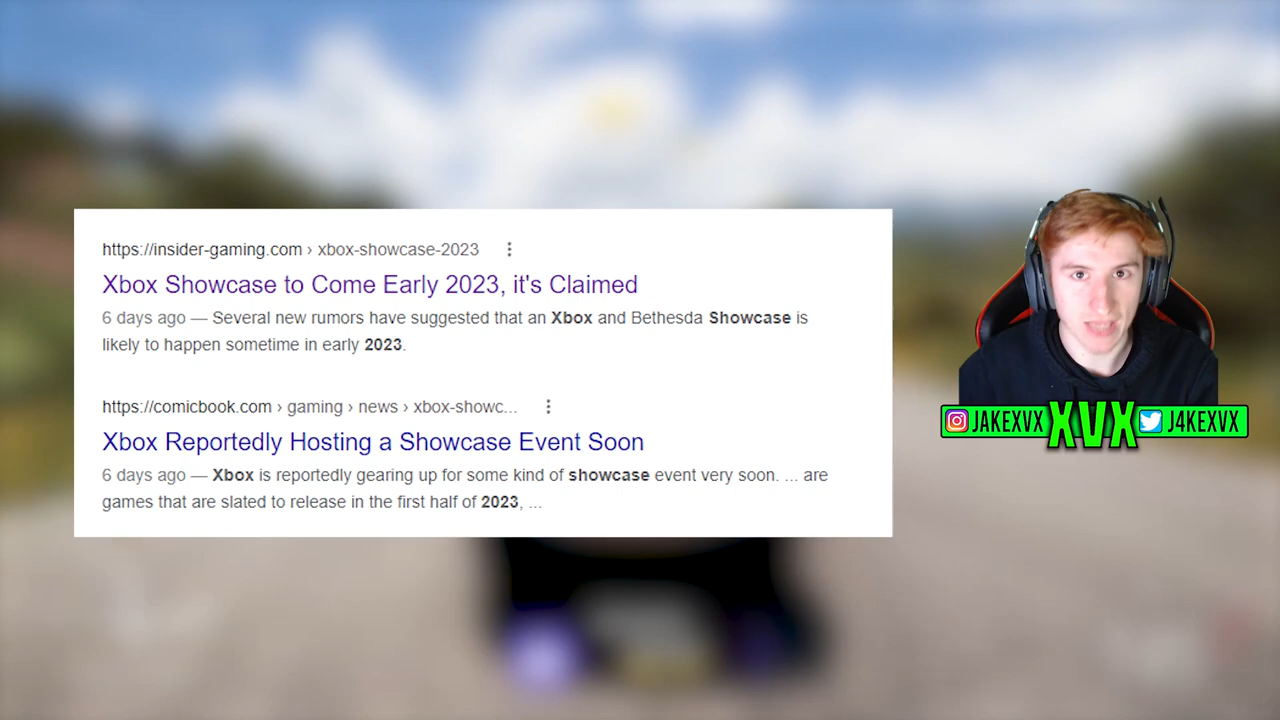 https://insider-gaming.com › xbox-showcase-2023
Xbox Showcase to Come Early 2023, it's Claimed
6 days ago — Several new rumors have suggested that an Xbox and Bethesda Showcase is
likely to happen sometime in early 2023.
https://comicbook.com › gaming › news › xbox-showc...
Xbox Reportedly Hosting a Showcase Event Soon
6 days ago — Xbox is reportedly gearing up for some kind of showcase event very soon. ... are
games that are slated to release in the first half of 2023, ...
JAKEXVX XVX J4KEXVX